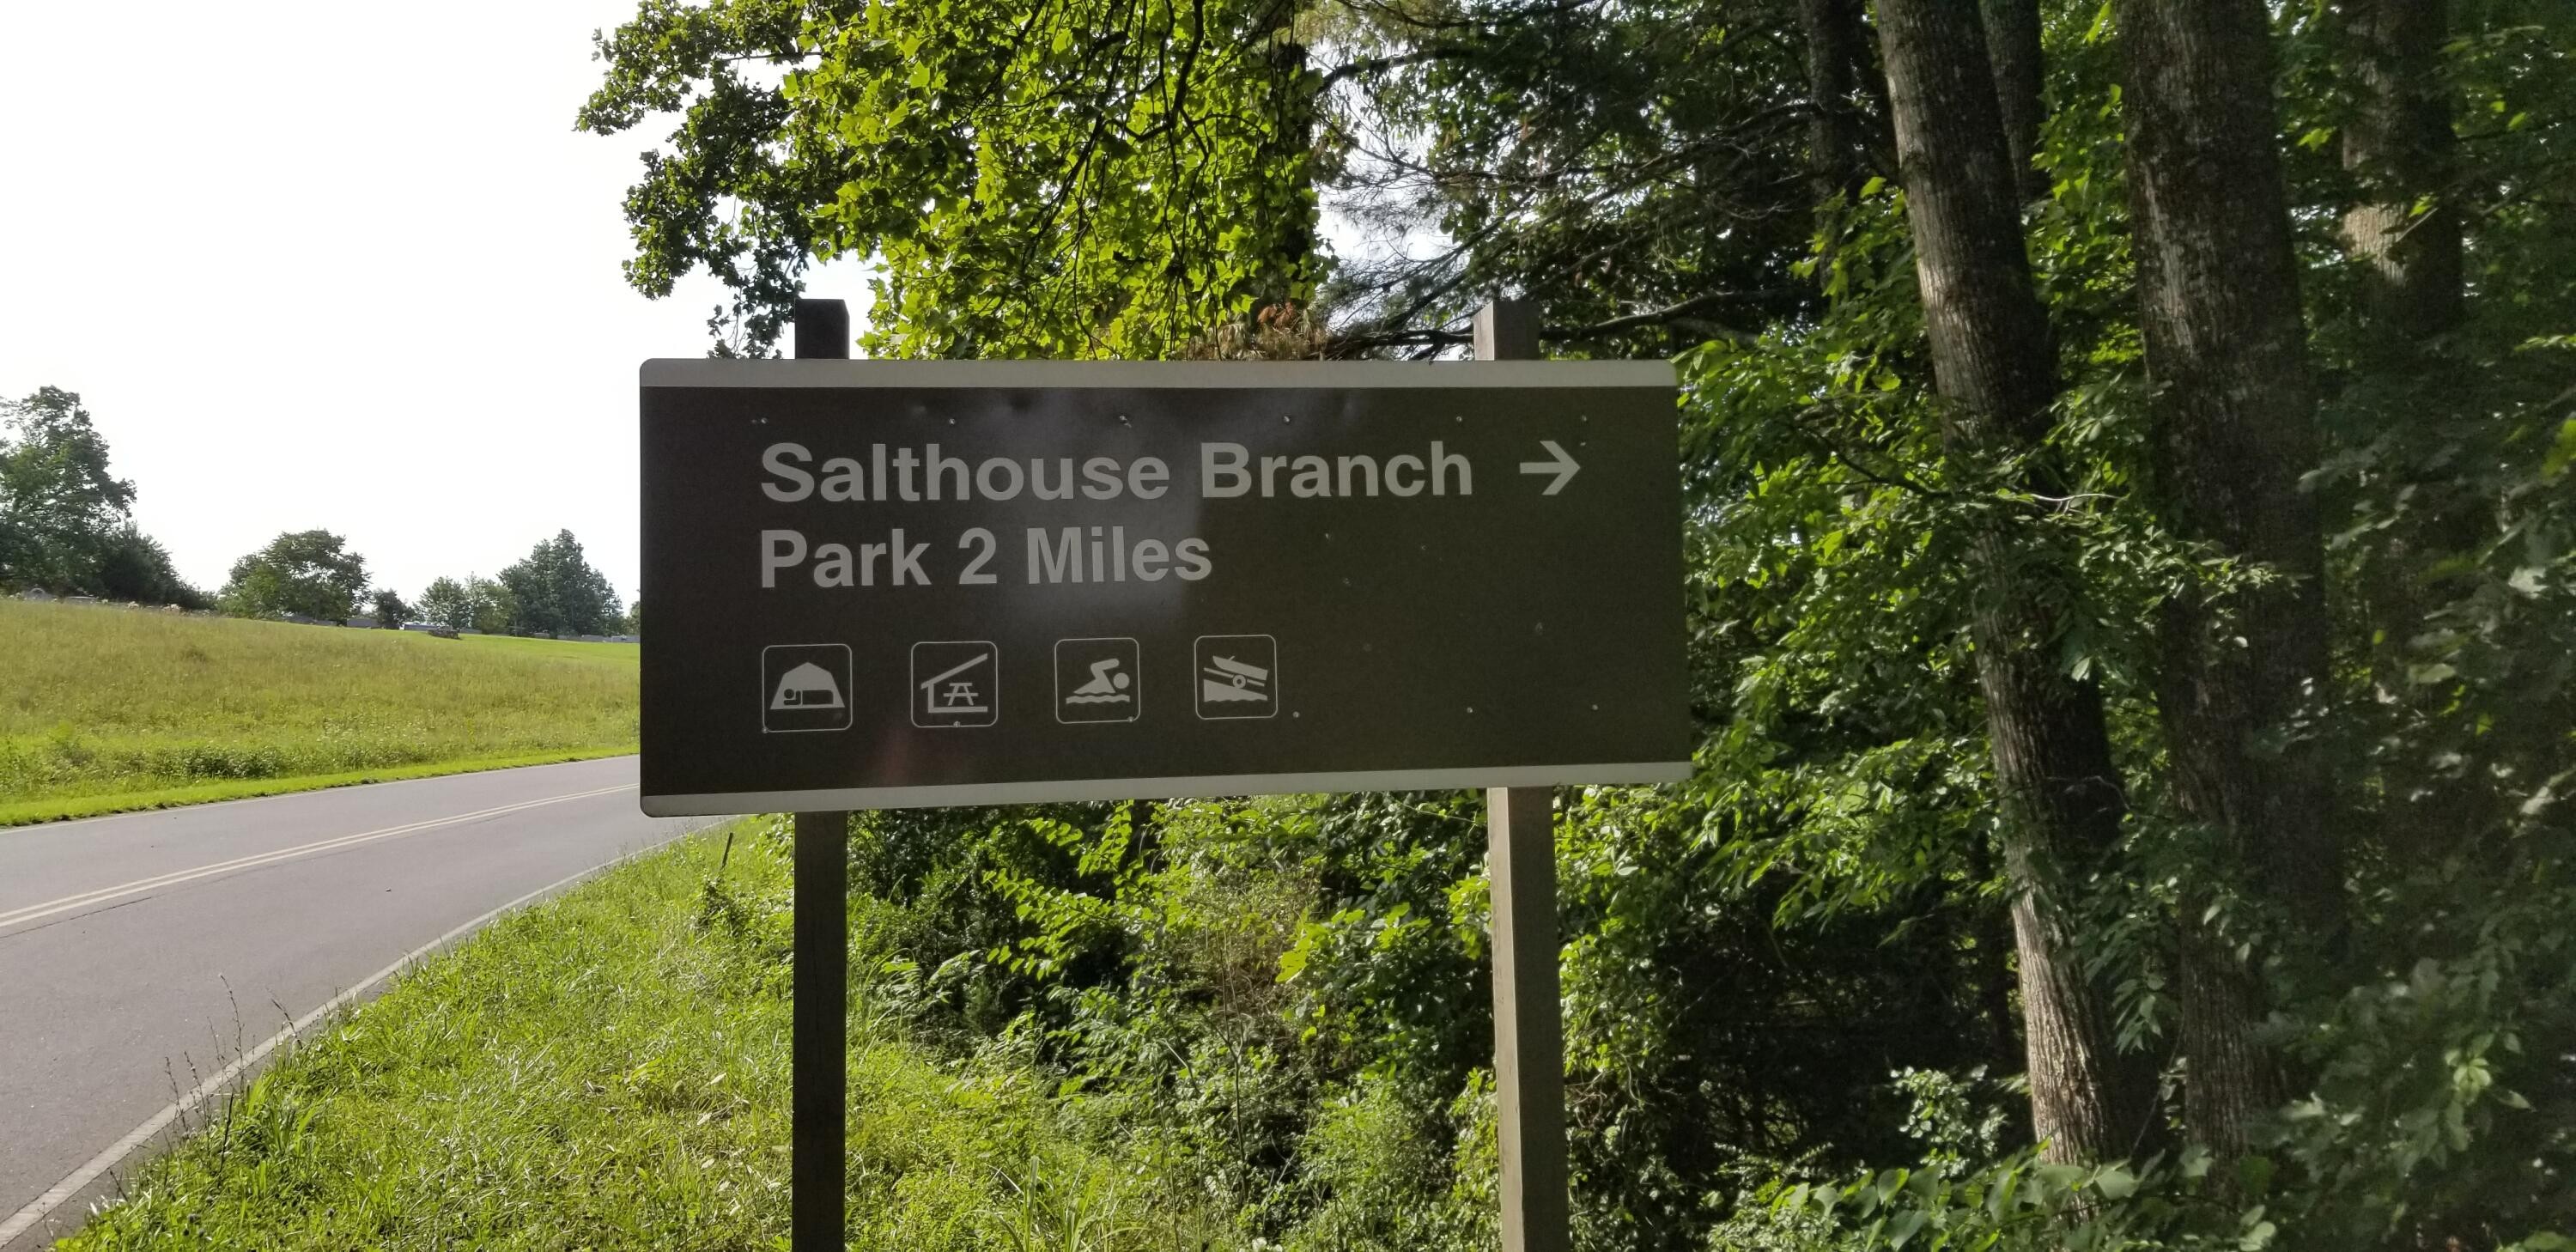 Salthouse Branch →
Park 2 Miles